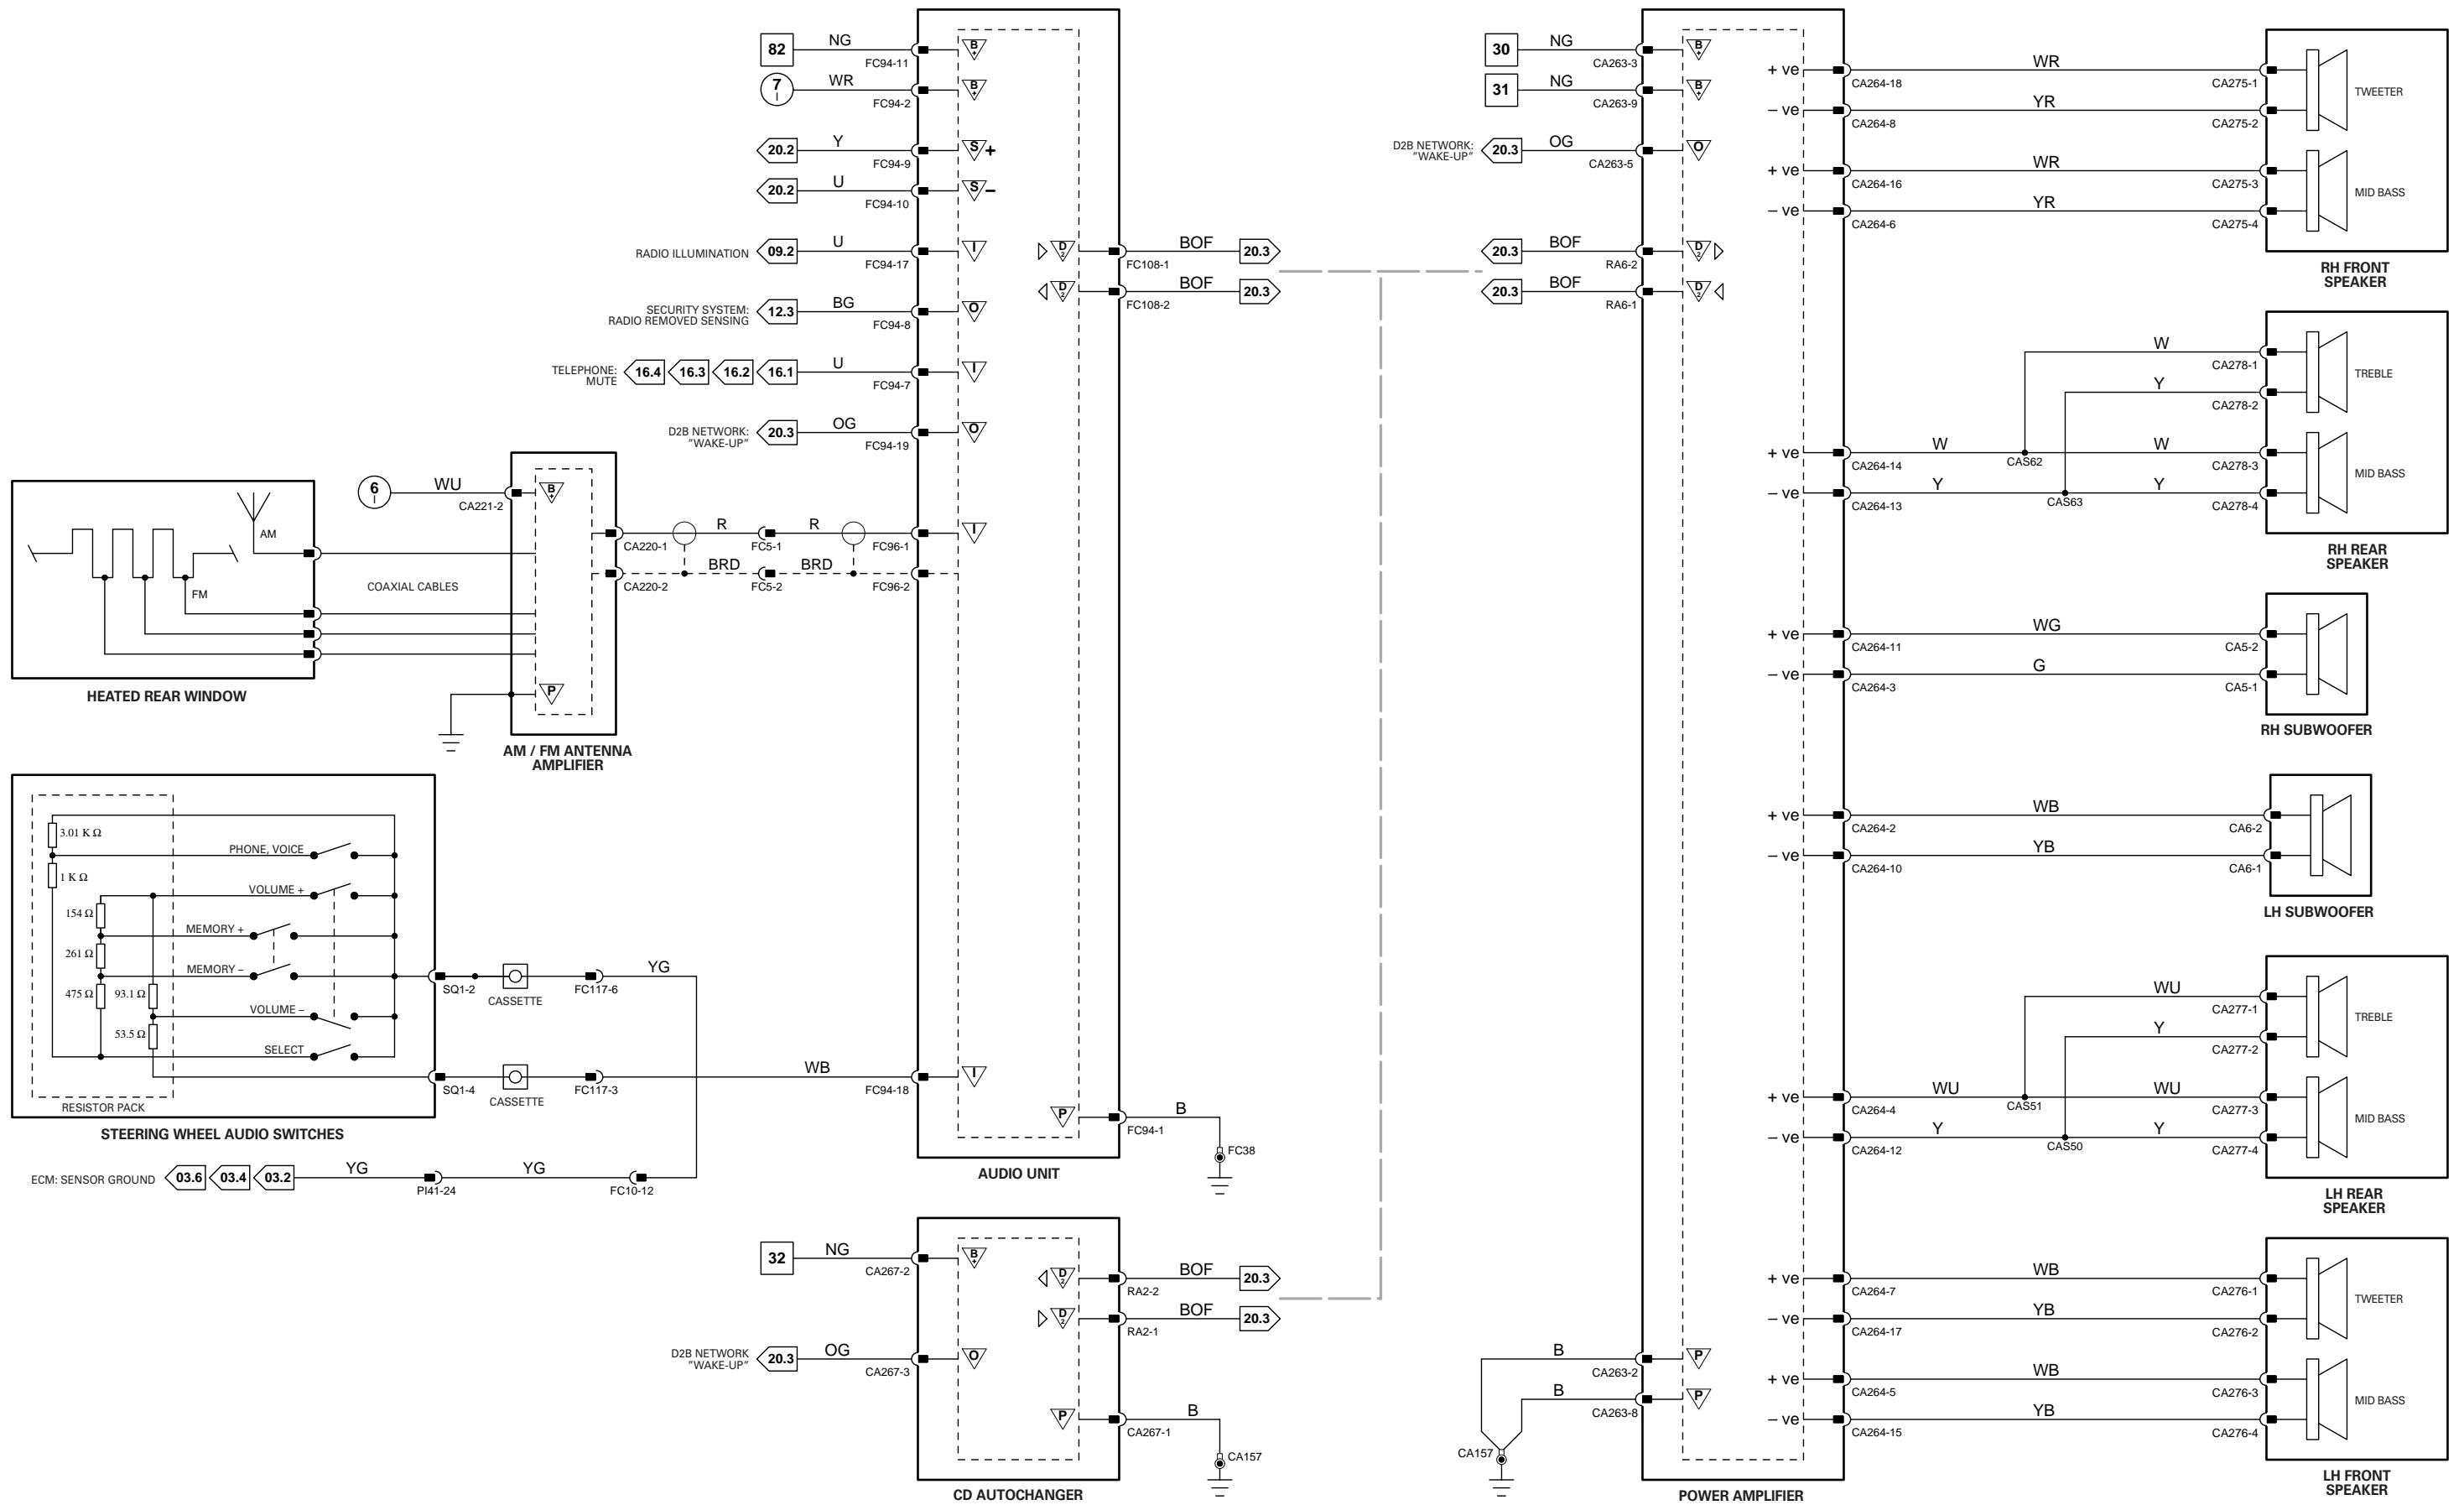 82
NG
FC94-11
B
+
7
I
WR
FC94-2
B
+
20.2
Y
FC94-9
S +
20.2
U
FC94-10
S –
RADIO ILLUMINATION
09.2
U
FC94-17
I
SECURITY SYSTEM:
RADIO REMOVED SENSING
12.3
BG
FC94-8
O
TELEPHONE:
MUTE
16.4
16.3
16.2
16.1
U
FC94-7
I
D2B NETWORK:
"WAKE-UP"
20.3
OG
FC94-19
O
D
2
FC108-1
BOF
20.3
D
2
FC108-2
BOF
20.3
AM
FM
COAXIAL CABLES
HEATED REAR WINDOW
6
I
WU
CA221-2
B
+
P
AM / FM ANTENNA
AMPLIFIER
CA220-1
R
FC5-1
R
FC96-1
I
CA220-2
BRD
FC5-2
BRD
FC96-2
3.01 K Ω
1 K Ω
154 Ω
261 Ω
475 Ω
93.1 Ω
53.5 Ω
PHONE, VOICE
VOLUME +
MEMORY +
MEMORY –
VOLUME –
SELECT
RESISTOR PACK
STEERING WHEEL AUDIO SWITCHES
SQ1-2
CASSETTE
FC117-6
YG
SQ1-4
CASSETTE
FC117-3
WB
FC94-18
I
P
FC94-1
B
FC38
AUDIO UNIT
ECM: SENSOR GROUND
03.6
03.4
03.2
YG
PI41-24
YG
FC10-12
32
NG
CA267-2
B
+
D
2
RA2-2
BOF
20.3
D
2
RA2-1
BOF
20.3
D2B NETWORK
"WAKE-UP"
20.3
OG
CA267-3
O
P
CA267-1
B
CA157
CD AUTOCHANGER
30
NG
CA263-3
B
+
31
NG
CA263-9
B
+
D2B NETWORK:
"WAKE-UP"
20.3
OG
CA263-5
O
20.3
BOF
RA6-2
D
2
20.3
BOF
RA6-1
D
2
B
CA263-2
P
B
CA263-8
P
CA157
POWER AMPLIFIER
+ ve
CA264-18
WR
CA275-1
TWEETER
– ve
CA264-8
YR
CA275-2
+ ve
CA264-16
WR
CA275-3
MID BASS
– ve
CA264-6
YR
CA275-4
RH FRONT
SPEAKER
W
CA278-1
TREBLE
Y
CA278-2
+ ve
CA264-14
W
CAS62
W
CA278-3
MID BASS
– ve
CA264-13
Y
CAS63
Y
CA278-4
RH REAR
SPEAKER
+ ve
CA264-11
WG
CA5-2
– ve
CA264-3
G
CA5-1
RH SUBWOOFER
+ ve
CA264-2
WB
CA6-2
– ve
CA264-10
YB
CA6-1
LH SUBWOOFER
WU
CA277-1
TREBLE
Y
CA277-2
+ ve
CA264-4
WU
CAS51
WU
CA277-3
MID BASS
– ve
CA264-12
Y
CAS50
Y
CA277-4
LH REAR
SPEAKER
+ ve
CA264-7
WB
CA276-1
TWEETER
– ve
CA264-17
YB
CA276-2
+ ve
CA264-5
WB
CA276-3
MID BASS
– ve
CA264-15
YB
CA276-4
LH FRONT
SPEAKER